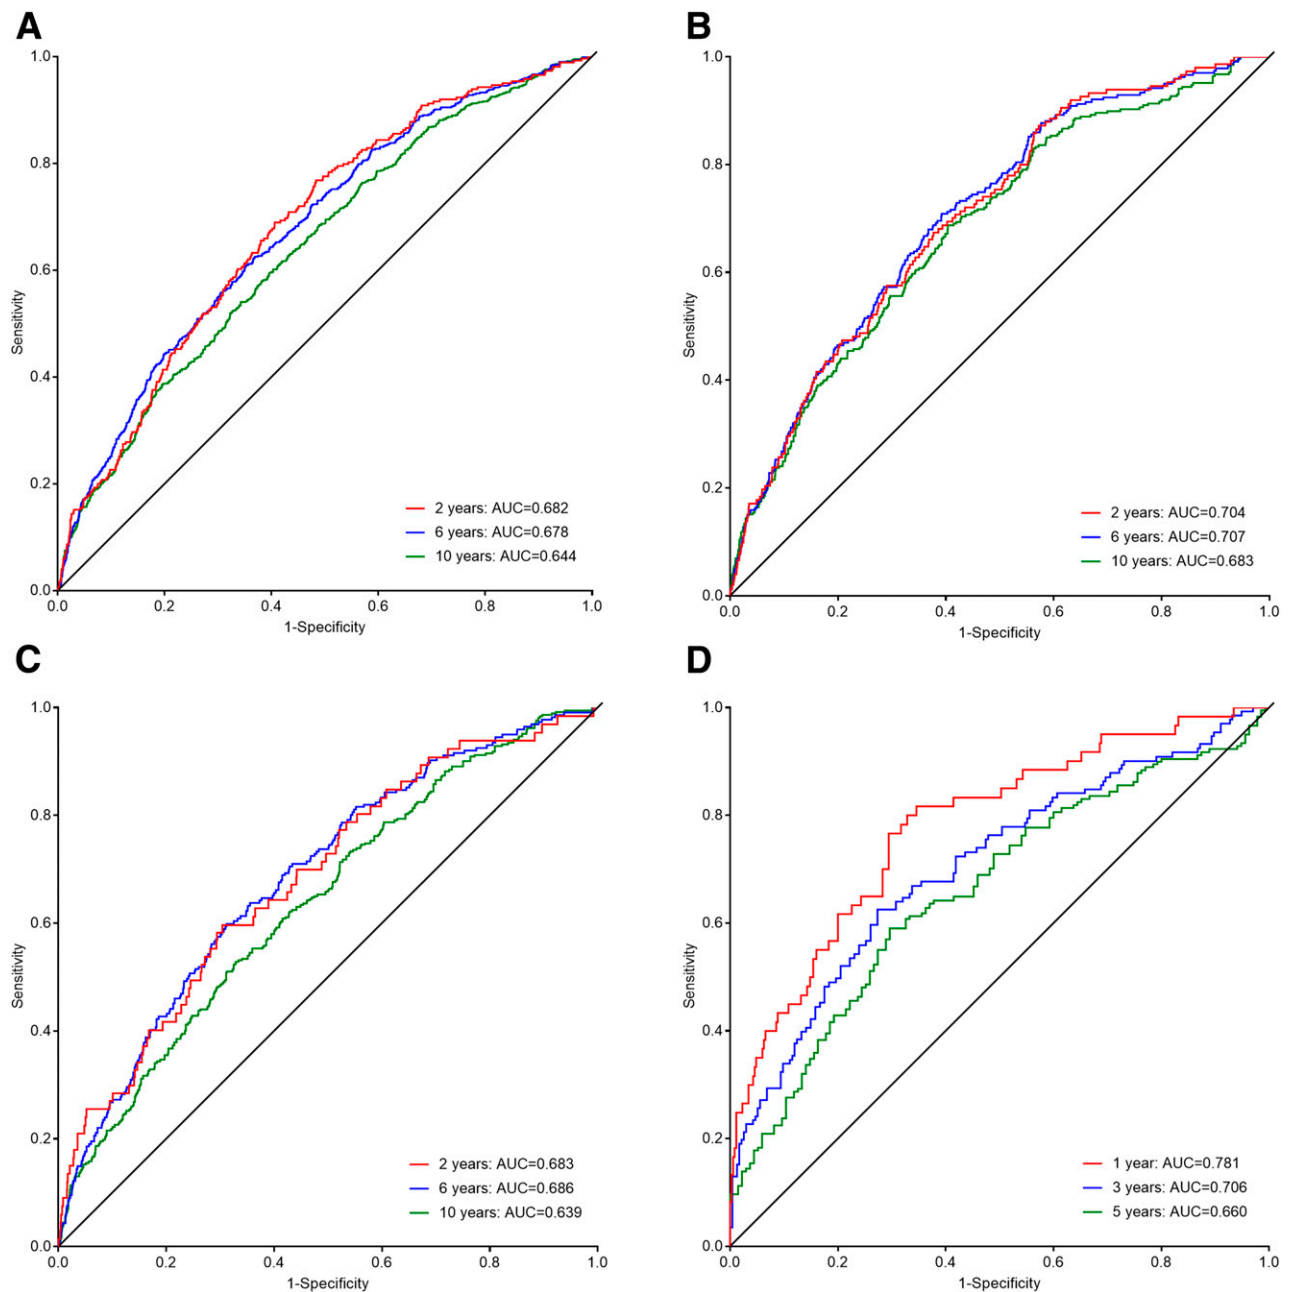 A
1.0
0.8
0.6
0.4
0.2
0.0
Sensitivity
2 years: AUC=0.682
6 years: AUC=0.678
10 years: AUC=0.644
0.0 0.2 0.4 0.6 0.8 1.0
1-Specificity
B
1.0
0.8
0.6
0.4
0.2
0.0
Sensitivity
2 years: AUC=0.704
6 years: AUC=0.707
10 years: AUC=0.683
0.0 0.2 0.4 0.6 0.8 1.0
1-Specificity
C
1.0
0.8
0.6
0.4
0.2
0.0
Sensitivity
2 years: AUC=0.683
6 years: AUC=0.686
10 years: AUC=0.639
0.0 0.2 0.4 0.6 0.8 1.0
1-Specificity
D
1.0
0.8
0.6
0.4
0.2
0.0
Sensitivity
1 year: AUC=0.781
3 years: AUC=0.706
5 years: AUC=0.660
0.0 0.2 0.4 0.6 0.8 1.0
1-Specificity